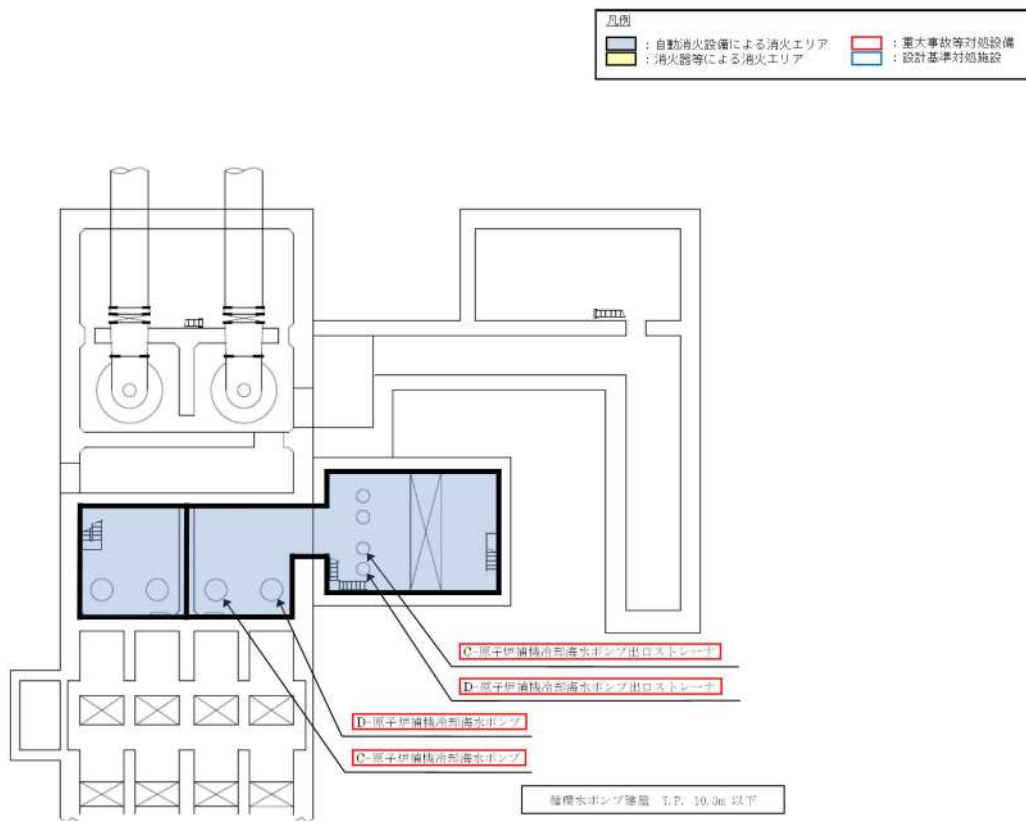 凡例
：自動消火設備による消火エリア
：重大事故等対処設備
：消火器等による消火エリア
：設計基準対処施設
C-原子炉補機冷却海水ポンプ出口ストレーナ
D-原子炉補機冷却海水ポンプ出口ストレーナ
D-原子炉補機冷却海水ポンプ
C-原子炉補機冷却海水ポンプ
循環水ポンプ建屋 T.P. 10.3m 以下